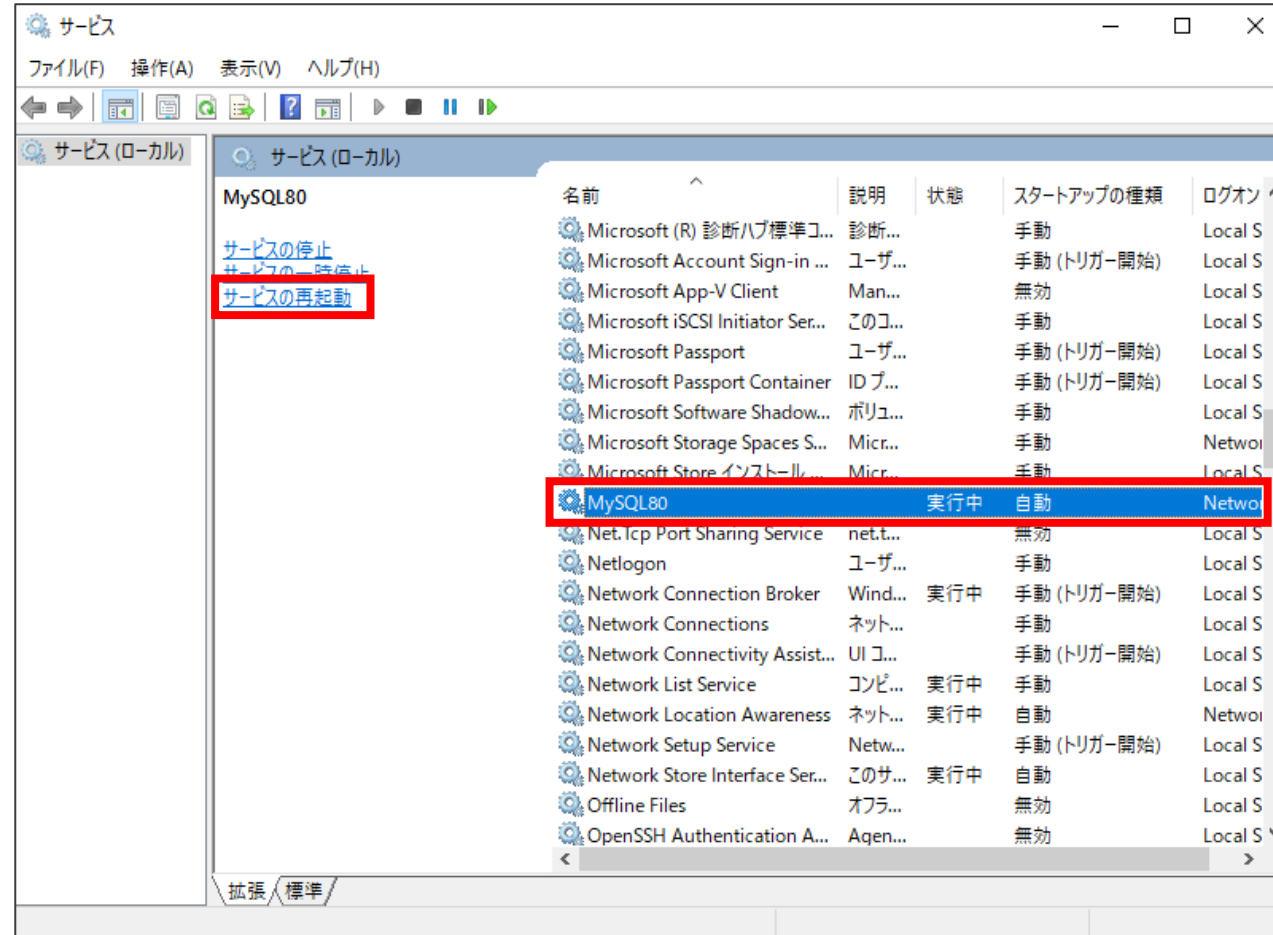 サービス
ファイル(F) 操作(A) 表示(V) ヘルプ(H)
サービス (ローカル)
サービス (ローカル)
MySQL80
サービスの停止
サービスの一時停止
サービスの再起動
名前 説明 状態 スタートアップの種類 ログオン
Microsoft (R) 診断ハブ標準コ... 診断... 手動 Local S
Microsoft Account Sign-in ... ユーザ... 手動 (トリガー開始) Local S
Microsoft App-V Client Man... 無効 Local S
Microsoft iSCSI Initiator Ser... このコ... 手動 Local S
Microsoft Passport ユーザ... 手動 (トリガー開始) Local S
Microsoft Passport Container ID プ... 手動 (トリガー開始) Local S
Microsoft Software Shadow... ボリュ... 手動 Local S
Microsoft Storage Spaces S... Micr... 手動 Networ
Microsoft Store インストール ... Micr... 手動 Local S
MySQL80 実行中 自動 Networ
Net.Tcp Port Sharing Service net.t... 無効 Local S
Netlogon ユーザ... 手動 Local S
Network Connection Broker Wind... 実行中 手動 (トリガー開始) Local S
Network Connections ネット... 手動 Local S
Network Connectivity Assist... UI コ... 手動 (トリガー開始) Local S
Network List Service コンピ... 実行中 手動 Local S
Network Location Awareness ネット... 実行中 自動 Networ
Network Setup Service Netw... 手動 (トリガー開始) Local S
Network Store Interface Ser... このサ... 実行中 自動 Local S
Offline Files オフラ... 無効 Local S
OpenSSH Authentication A... Agen... 無効 Local S
拡張 標準